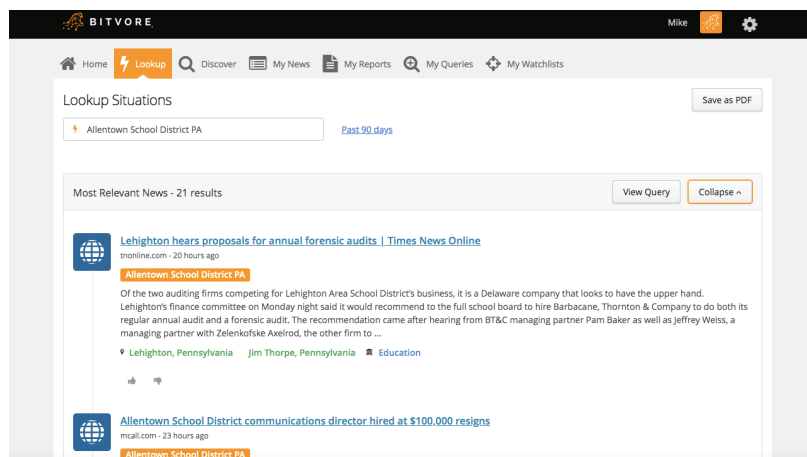 BITVORE
Mike
Home
Lookup
Discover
My News
My Reports
My Queries
My Watchlists
Lookup Situations
Save as PDF
Allentown School District PA
Past 90 days
Most Relevant News - 21 results
View Query
Collapse
Lehighton hears proposals for annual forensic audits | Times News Online
tnonline.com - 20 hours ago
Allentown School District PA
Of the two auditing firms competing for Lehighton Area School District's business, it is a Delaware company that looks to have the upper hand.
Lehighton's finance committee on Monday night said it would recommend to the full school board to hire Barbacane, Thornton & Company to do both its
regular annual audit and a forensic audit. The recommendation came after hearing from BT&C managing partner Pam Baker as well as Jeffrey Weiss, a
managing partner with Zelenkofske Axelrod, the other firm to ...
Lehighton, Pennsylvania Jim Thorpe, Pennsylvania Education
Allentown School District communications director hired at $100,000 resigns
mcall.com - 23 hours ago
Allentown School District PA